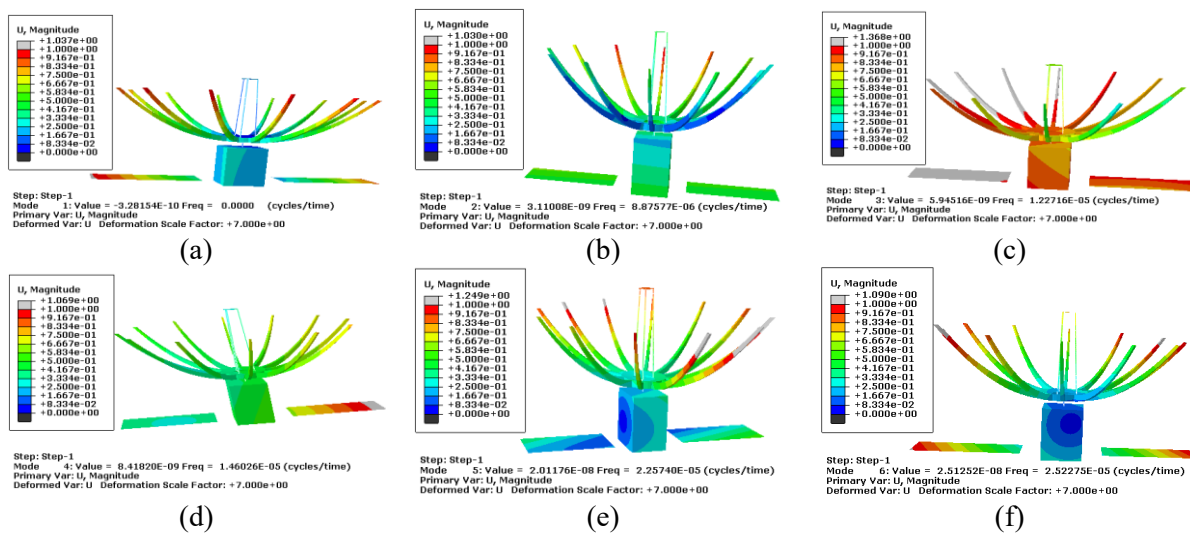 U, Magnitude
+1.037e+00
+1.000e+00
+9.167e-01
+8.334e-01
+7.500e-01
+6.667e-01
+5.834e-01
+5.000e-01
+4.167e-01
+3.334e-01
+2.500e-01
+1.667e-01
+8.334e-02
+0.000e+00
Step: Step-1
Mode 1: Value = -3.28154E-10 Freq = 0.0000 (cycles/time)
Primary Var: U, Magnitude
Deformed Var: U Deformation Scale Factor: +7.000e+00
(a)
U, Magnitude
+1.030e+00
+1.000e+00
+9.167e-01
+8.334e-01
+7.500e-01
+6.667e-01
+5.834e-01
+5.000e-01
+4.167e-01
+3.334e-01
+2.500e-01
+1.667e-01
+8.334e-02
+0.000e+00
Step: Step-1
Mode 2: Value = 3.11008E-09 Freq = 8.87577E-06 (cycles/time)
Primary Var: U, Magnitude
Deformed Var: U Deformation Scale Factor: +7.000e+00
(b)
U, Magnitude
+1.368e+00
+1.000e+00
+9.167e-01
+8.334e-01
+7.500e-01
+6.667e-01
+5.834e-01
+5.000e-01
+4.167e-01
+3.334e-01
+2.500e-01
+1.667e-01
+8.334e-02
+0.000e+00
Step: Step-1
Mode 3: Value = 5.94516E-09 Freq = 1.22716E-05 (cycles/time)
Primary Var: U, Magnitude
Deformed Var: U Deformation Scale Factor: +7.000e+00
(c)
U, Magnitude
+1.069e+00
+1.000e+00
+9.167e-01
+8.334e-01
+7.500e-01
+6.667e-01
+5.834e-01
+5.000e-01
+4.167e-01
+3.334e-01
+2.500e-01
+1.667e-01
+8.334e-02
+0.000e+00
Step: Step-1
Mode 4: Value = 8.41820E-09 Freq = 1.46026E-05 (cycles/time)
Primary Var: U, Magnitude
Deformed Var: U Deformation Scale Factor: +7.000e+00
(d)
U, Magnitude
+1.249e+00
+1.000e+00
+9.167e-01
+8.334e-01
+7.500e-01
+6.667e-01
+5.834e-01
+5.000e-01
+4.167e-01
+3.334e-01
+2.500e-01
+1.667e-01
+8.334e-02
+0.000e+00
Step: Step-1
Mode 5: Value = 2.01176E-08 Freq = 2.25740E-05 (cycles/time)
Primary Var: U, Magnitude
Deformed Var: U Deformation Scale Factor: +7.000e+00
(e)
U, Magnitude
+1.090e+00
+1.000e+00
+9.167e-01
+8.334e-01
+7.500e-01
+6.667e-01
+5.834e-01
+5.000e-01
+4.167e-01
+3.334e-01
+2.500e-01
+1.667e-01
+8.334e-02
+0.000e+00
Step: Step-1
Mode 6: Value = 2.51252E-08 Freq = 2.52275E-05 (cycles/time)
Primary Var: U, Magnitude
Deformed Var: U Deformation Scale Factor: +7.000e+00
(f)